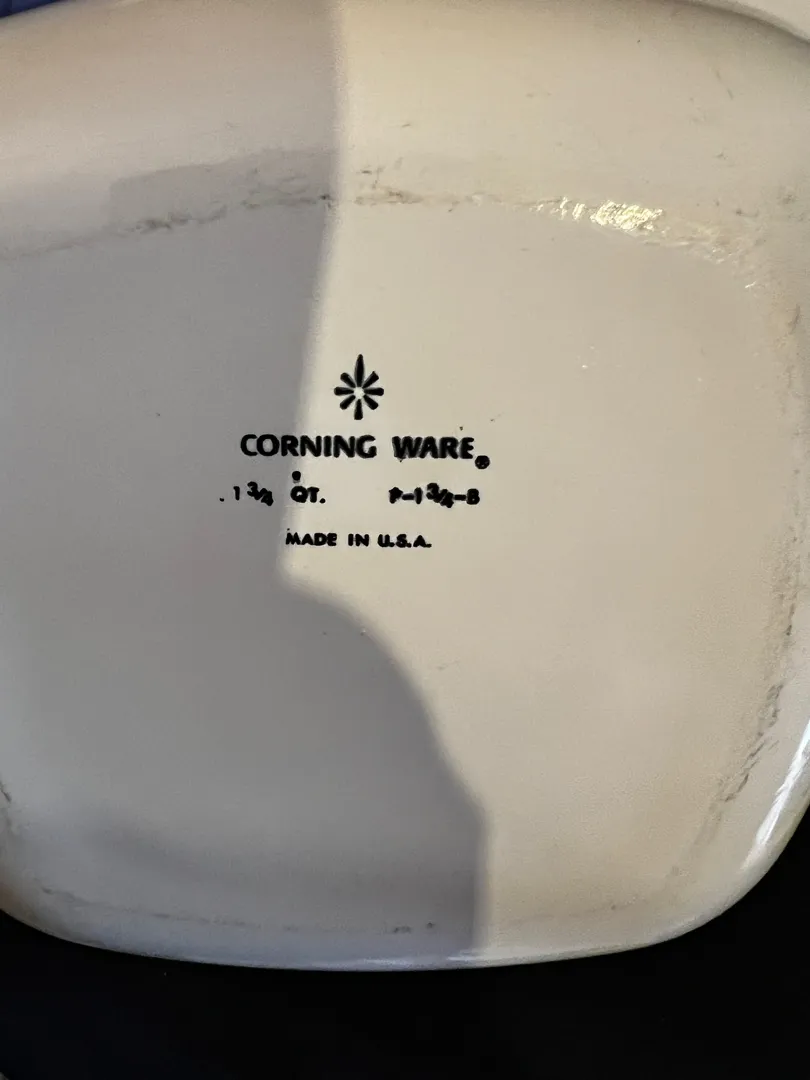 CORNING WARE®
1 3/4 QT. P-1 3/4-B
MADE IN U.S.A.